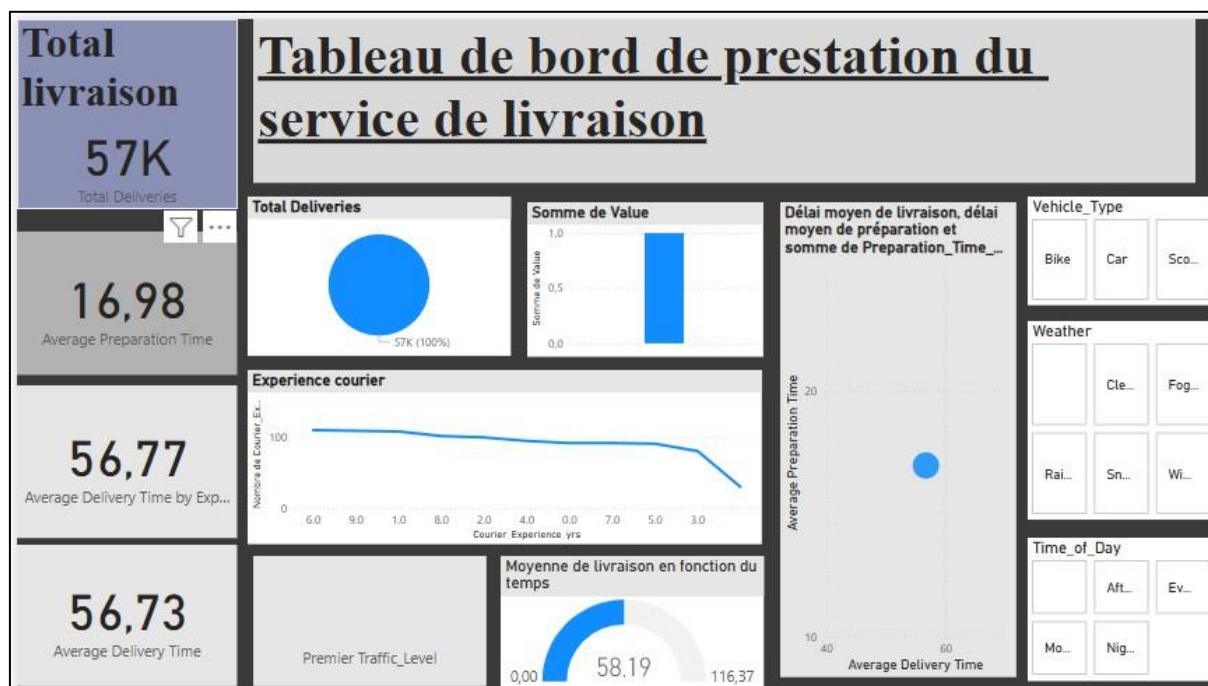 Total
livraison
57K
Total Deliveries
Tableau de bord de prestation du
service de livraison
16,98
Average Preparation Time
56,77
Average Delivery Time by Exp...
56,73
Average Delivery Time
Total Deliveries
57K (100%)
Somme de Value
Somme de Value
1,0
0,5
0,0
Experience courier
Nombre de Courier_Ex...
100
0
6.0 9.0 1.0 8.0 2.0 4.0 0.0 7.0 5.0 3.0
Courier_Experience_yrs
Premier Traffic_Level
Moyenne de livraison en fonction du
temps
0,00
58,19
116,37
Délai moyen de livraison, délai
moyen de préparation et
somme de Preparation_Time_...
Average Preparation Time
20
10
40 60
Average Delivery Time
Vehicle_Type
Bike Car Sco...
Weather
Cle... Fog...
Rai... Sn... Wi...
Time_of_Day
Aft... Ev...
Mo... Nig...